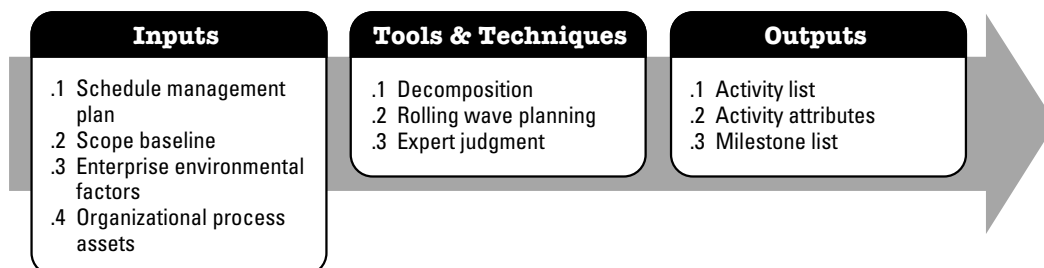 Inputs
.1 Schedule management
plan
.2 Scope baseline
.3 Enterprise environmental
factors
.4 Organizational process
assets
Tools & Techniques
.1 Decomposition
.2 Rolling wave planning
.3 Expert judgment
Outputs
.1 Activity list
.2 Activity attributes
.3 Milestone list